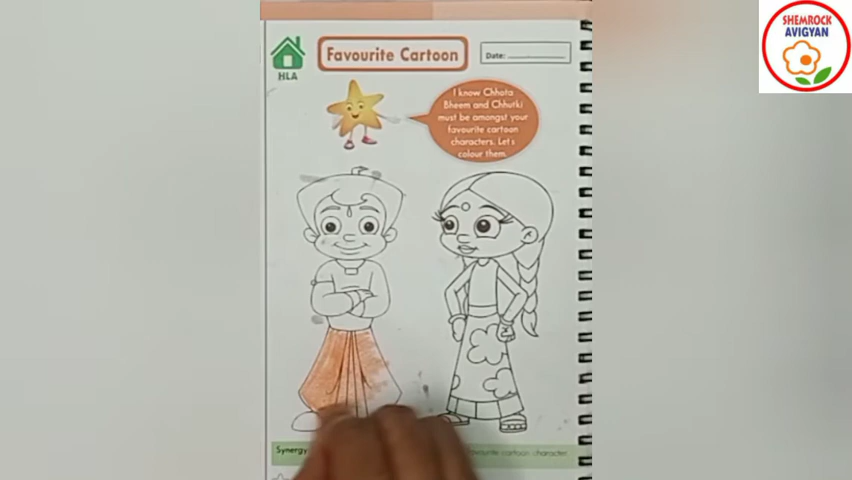 SHEMROCK
AVIGYAN
HLA
Favourite Cartoon
Date:
I know Chhota
Bheem and Chhutki
must be amongst your
favourite cartoon
characters. Let's
colour them.
Synergy
favourite cartoon character.